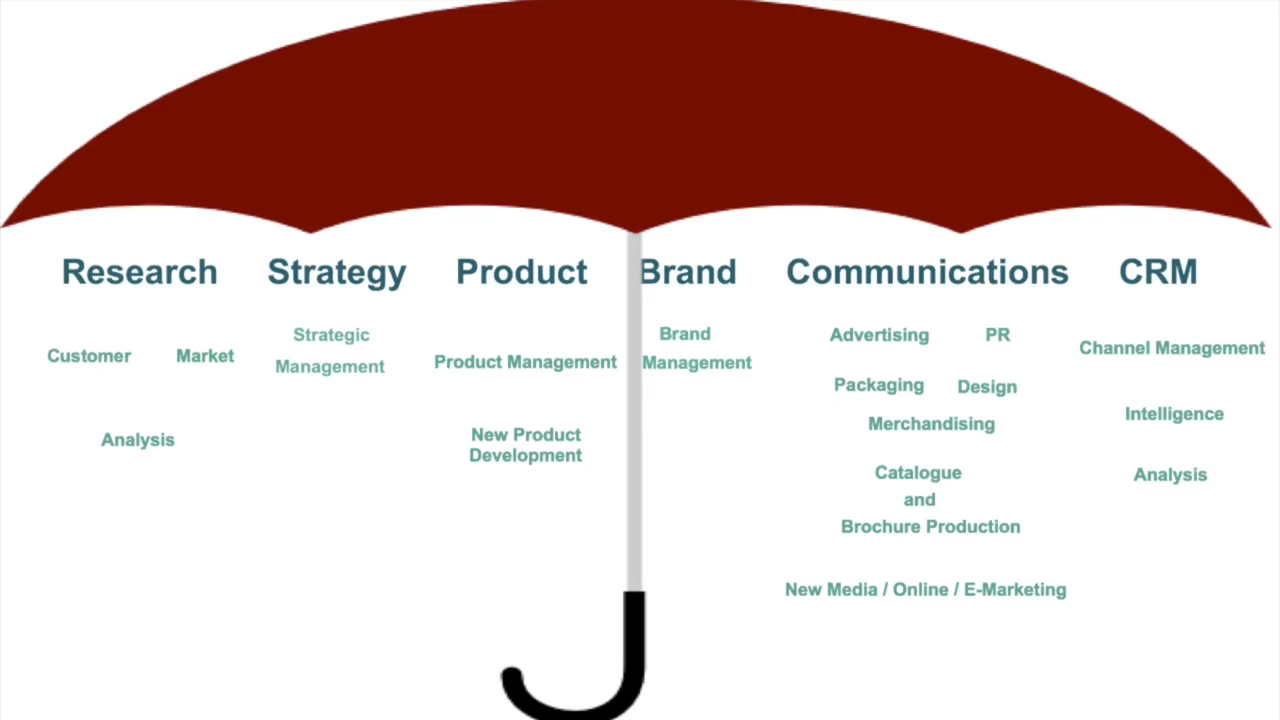 Research
Strategy
Product
Brand
Communications
CRM
Customer
Market
Analysis
Strategic
Management
Product Management
New Product
Development
Brand
Management
Advertising
PR
Packaging
Design
Merchandising
Catalogue
and
Brochure Production
New Media / Online / E-Marketing
Channel Management
Intelligence
Analysis